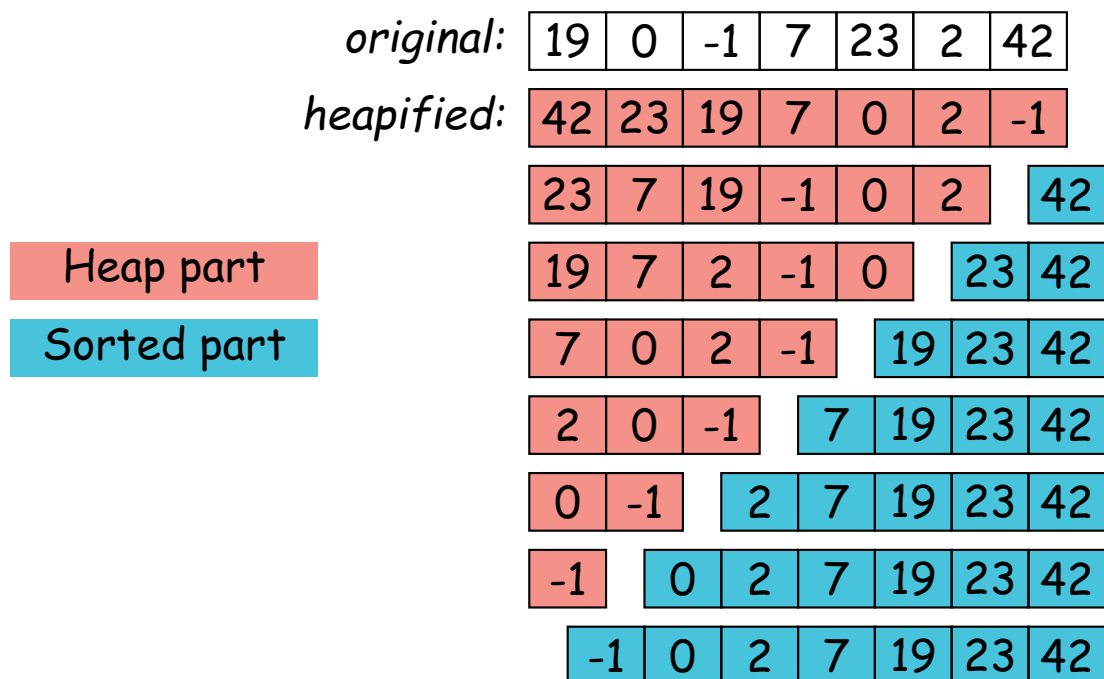 original: 19 0 -1 7 23 2 42
heapified: 42 23 19 7 0 2 -1
23 7 19 -1 0 2 42
Heap part 19 7 2 -1 0 23 42
Sorted part 7 0 2 -1 19 23 42
2 0 -1 7 19 23 42
0 -1 2 7 19 23 42
-1 0 2 7 19 23 42
-1 0 2 7 19 23 42